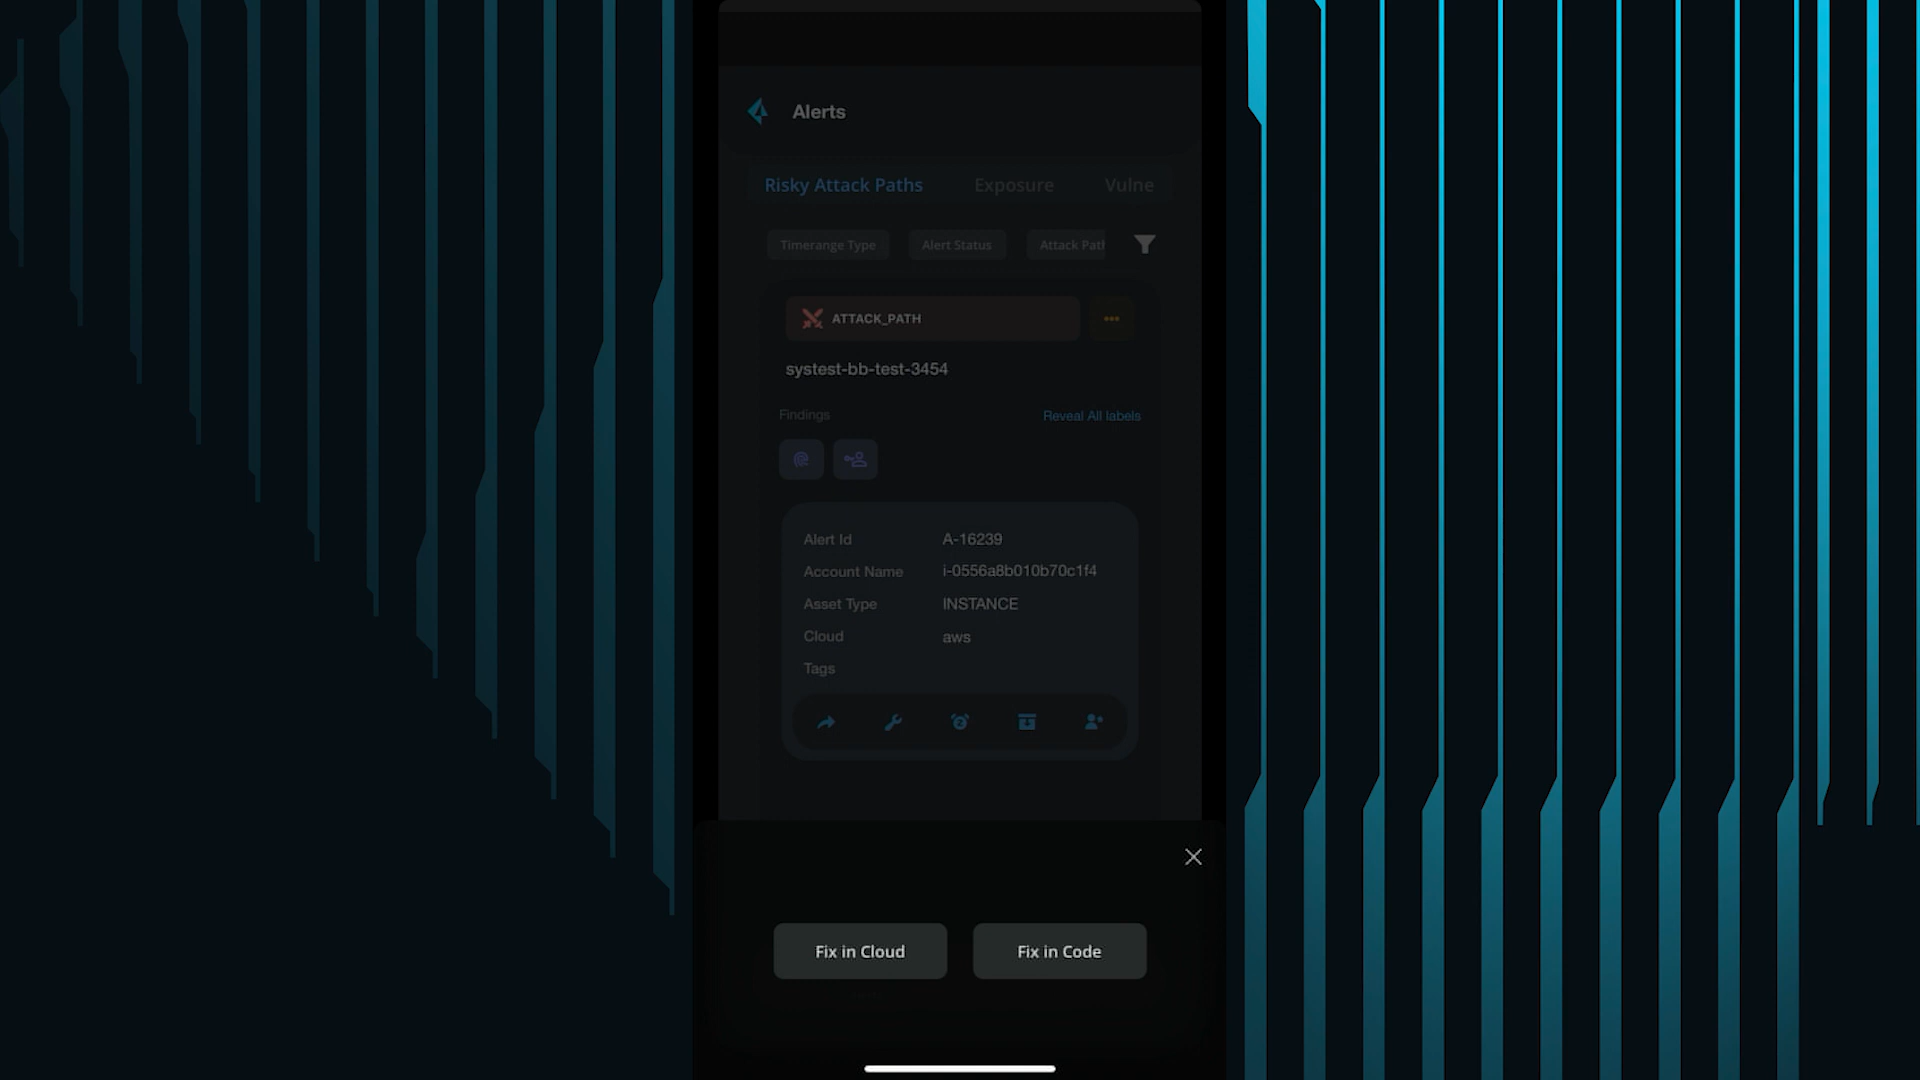 Alerts
Risky Attack Paths Exposure Vulne
Timerange Type Alert Status Attack Path
ATTACK_PATH
systest-bb-test-3454
Findings Reveal All labels
Alert Id A-16239
Account Name i-0556a8b010b70c1f4
Asset Type INSTANCE
Cloud aws
Tags
Fix in Cloud Fix in Code